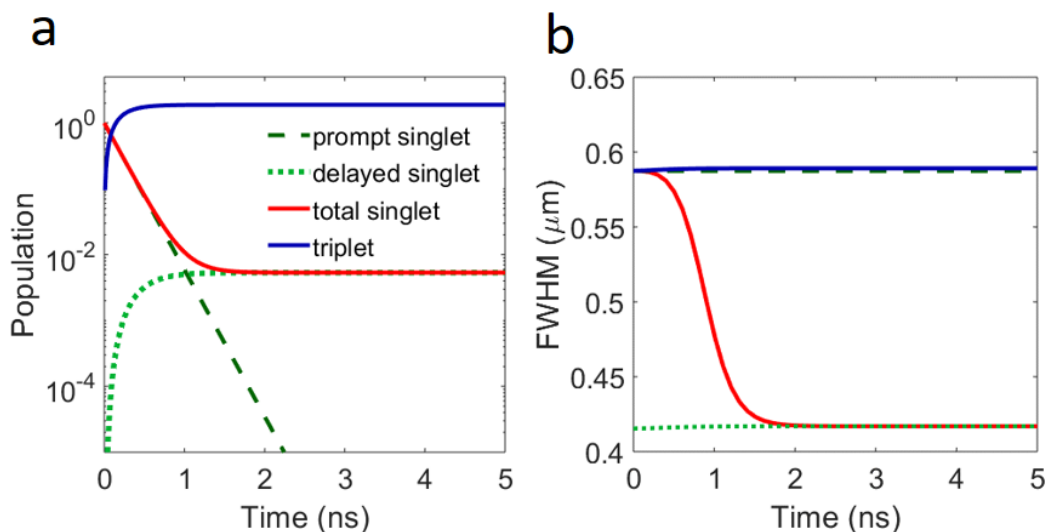 a
b
10^0
10^-2
10^-4
Population
0 1 2 3 4 5
Time (ns)
prompt singlet
delayed singlet
total singlet
triplet
0.65
0.6
0.55
0.5
0.45
0.4
FWHM (μm)
0 1 2 3 4 5
Time (ns)